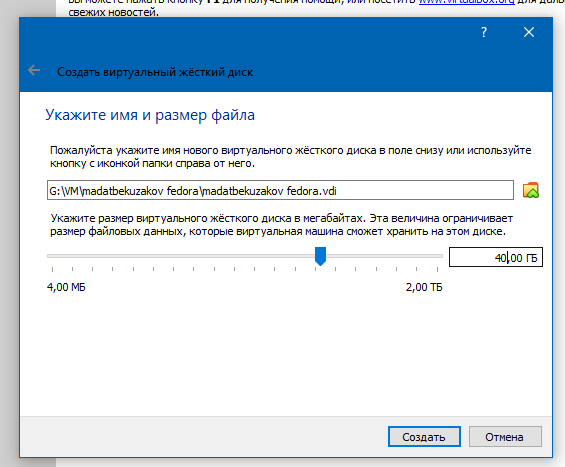 вы можете нажать кнопку F1 для получения помощи, или посетить www.virtualbox.org для
свежих новостей.
?
Создать виртуальный жёсткий диск
Укажите имя и размер файла
Пожалуйста укажите имя нового виртуального жёсткого диска в поле снизу или используйте
кнопку с иконкой папки справа от него.
G:\VM\madatbekuzakov fedora\madatbekuzakov fedora.vdi
Укажите размер виртуального жёсткого диска в мегабайтах. Эта величина ограничивает
размер файловых данных, которые виртуальная машина сможет хранить на этом диске.
40,00 ГБ
4,00 МБ 2,00 ТБ
Создать Отмена